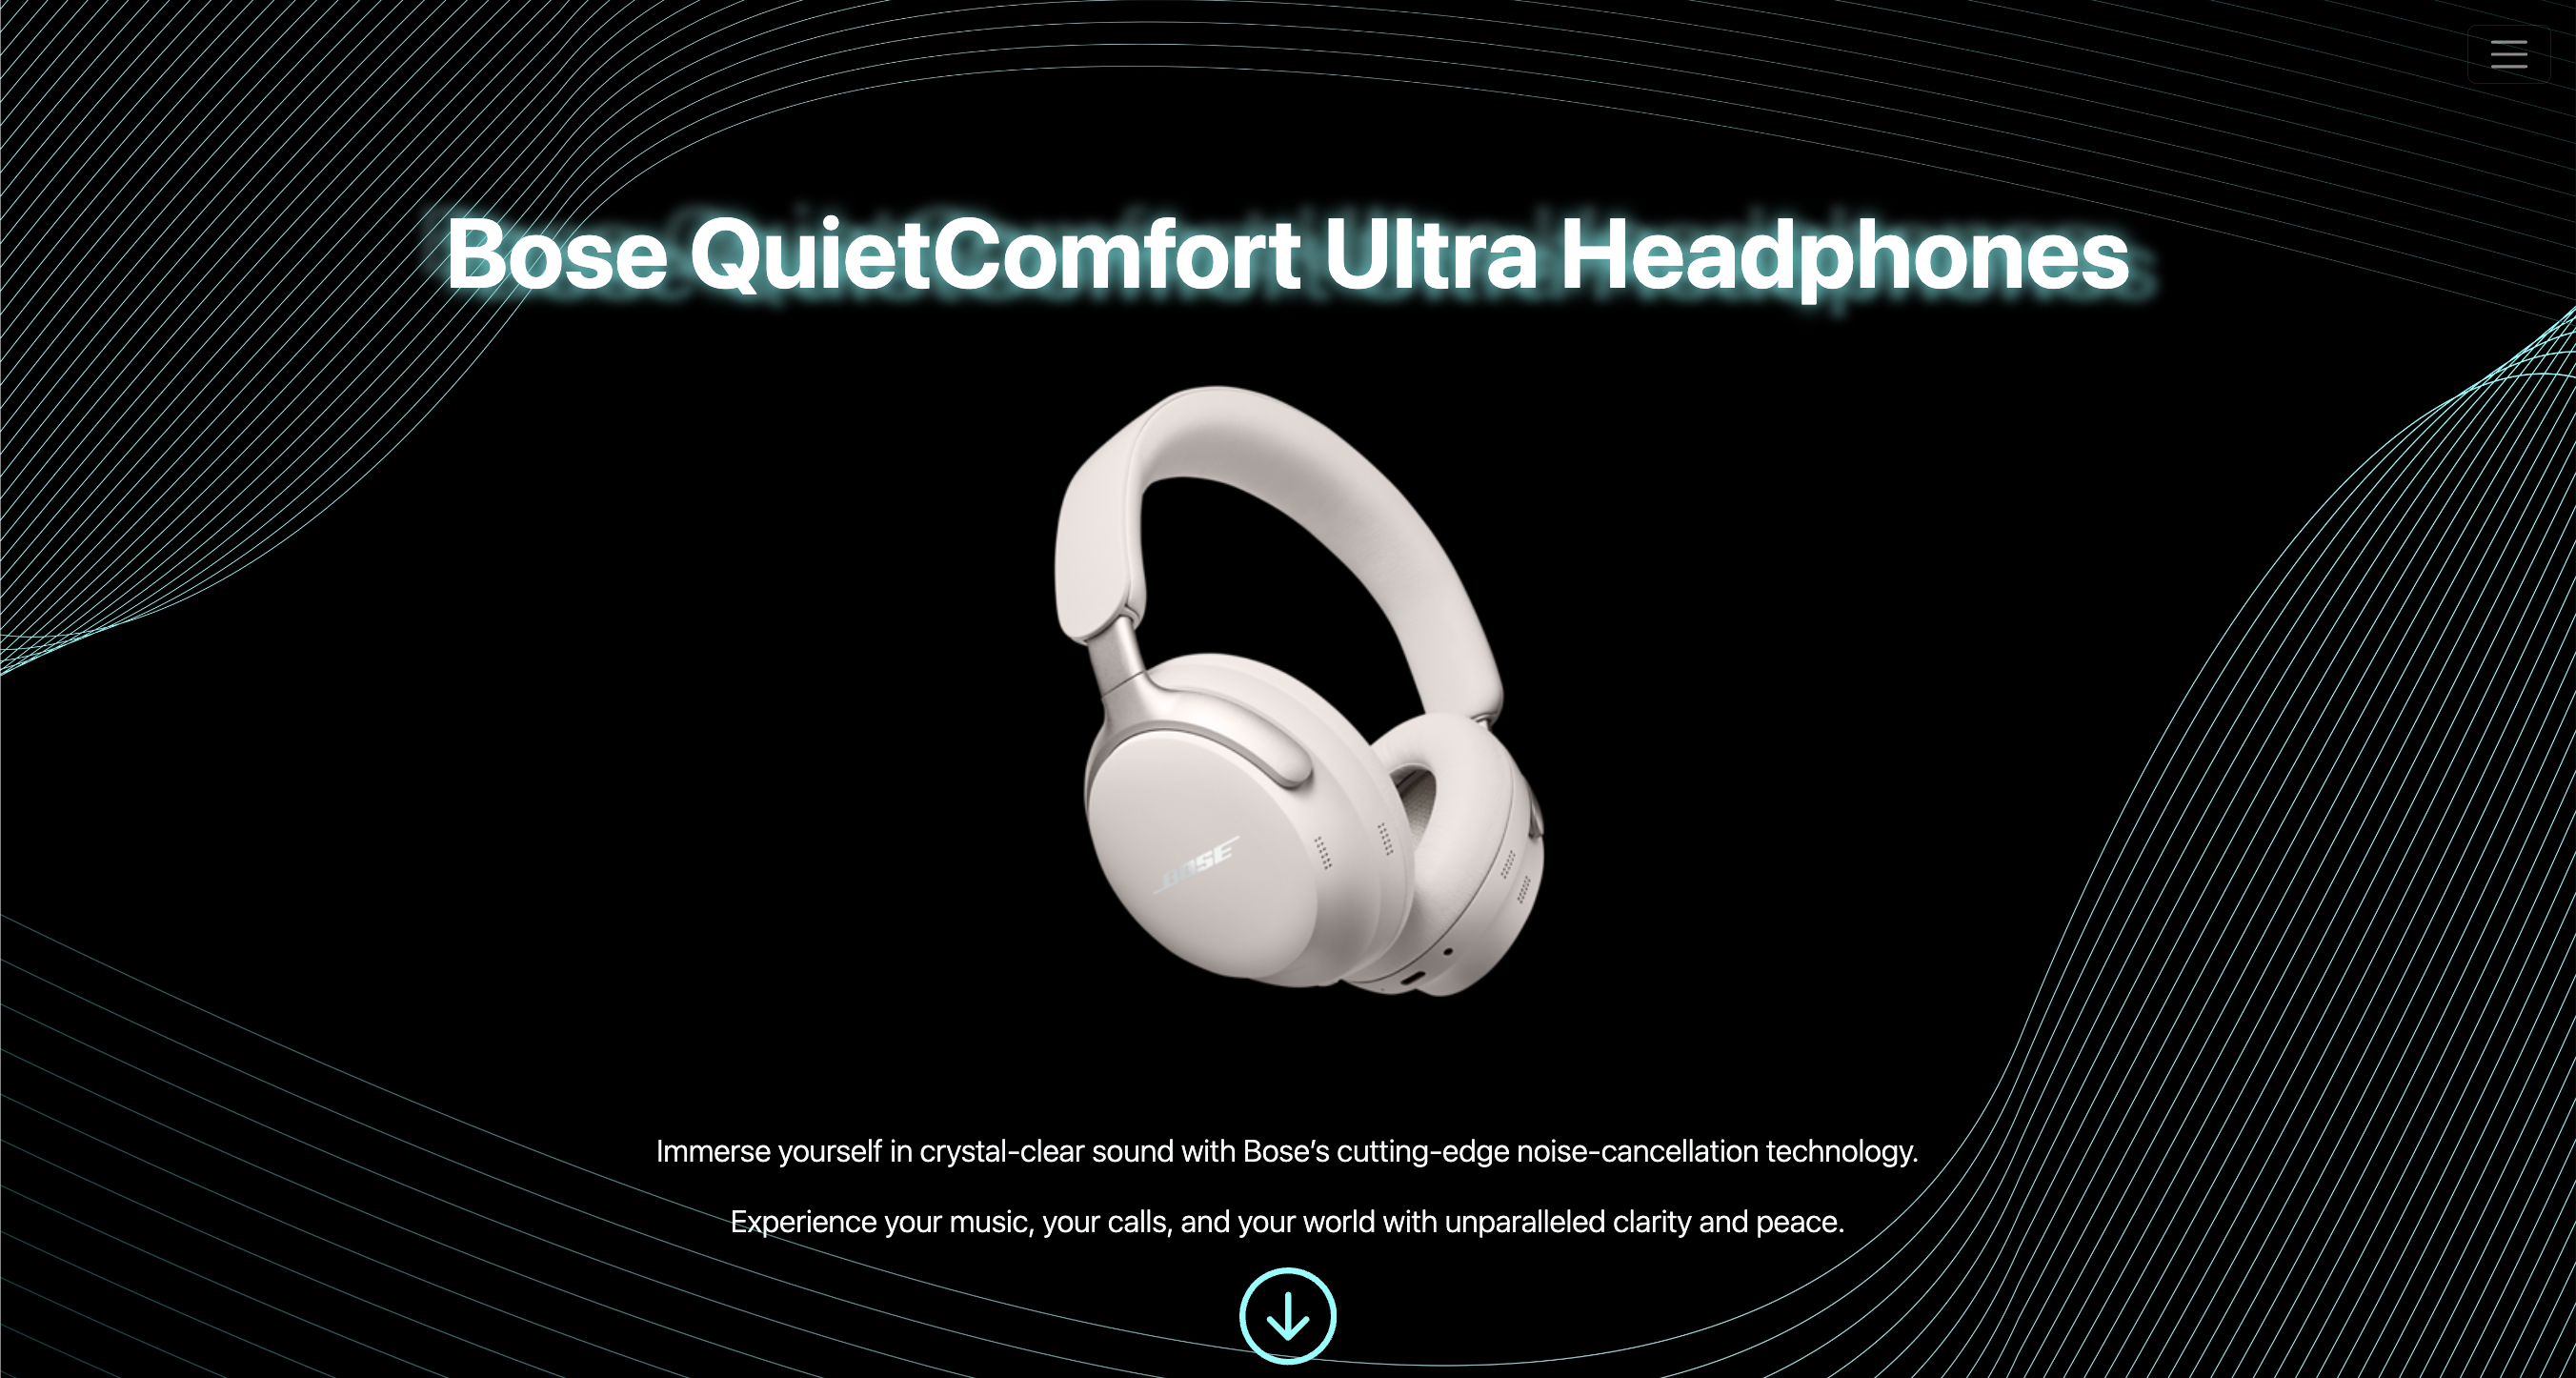 Bose QuietComfort Ultra Headphones
BOSE
Immerse yourself in crystal-clear sound with Bose’s cutting-edge noise-cancellation technology.
Experience your music, your calls, and your world with unparalleled clarity and peace.